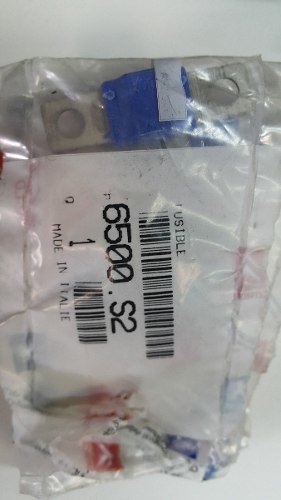 FUSIBLE
6500.S2
Q 1
MADE IN ITALIE